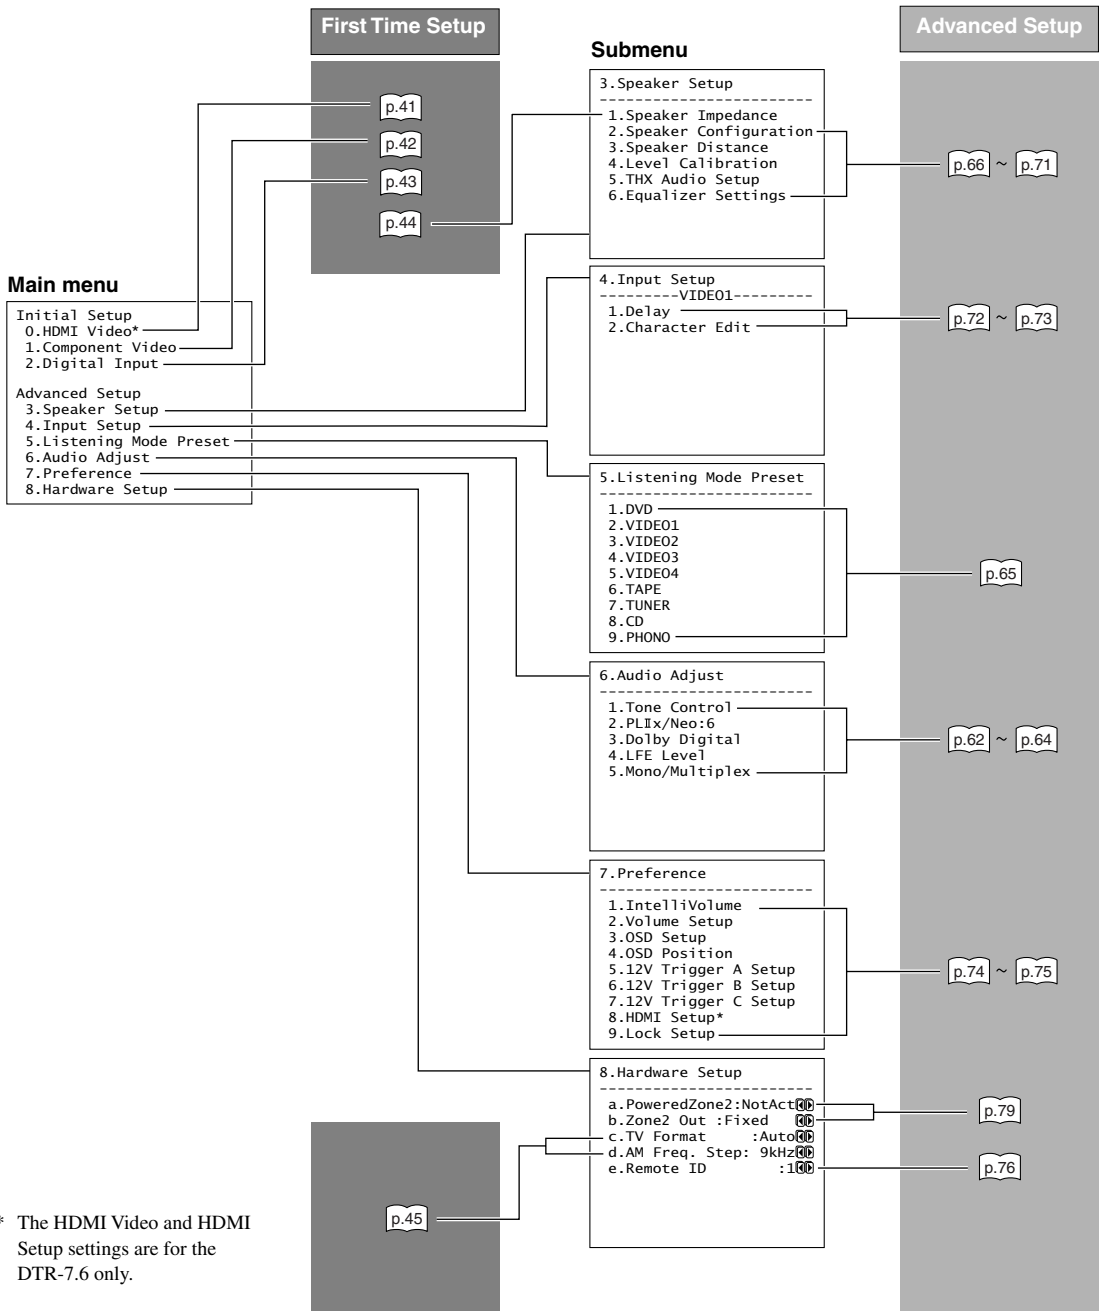 First Time Setup
Advanced Setup
Submenu
p.41
p.42
p.43
p.44
Main menu
Initial Setup
0.HDMI Video*
1.Component Video
2.Digital Input
Advanced Setup
3.Speaker Setup
4.Input Setup
5.Listening Mode Preset
6.Audio Adjust
7.Preference
8.Hardware Setup
3.Speaker Setup
------------------------
1.Speaker Impedance
2.Speaker Configuration
3.Speaker Distance
4.Level Calibration
5.THX Audio Setup
6.Equalizer Settings
p.66 ~ p.71
4.Input Setup
---------VIDEO1---------
1.Delay
2.Character Edit
p.72 ~ p.73
5.Listening Mode Preset
------------------------
1.DVD
2.VIDEO1
3.VIDEO2
4.VIDEO3
5.VIDEO4
6.TAPE
7.TUNER
8.CD
9.PHONO
p.65
6.Audio Adjust
------------------------
1.Tone Control
2.PLⅡx/Neo:6
3.Dolby Digital
4.LFE Level
5.Mono/Multiplex
p.62 ~ p.64
7.Preference
------------------------
1.IntelliVolume
2.Volume Setup
3.OSD Setup
4.OSD Position
5.12V Trigger A Setup
6.12V Trigger B Setup
7.12V Trigger C Setup
8.HDMI Setup*
9.Lock Setup
p.74 ~ p.75
8.Hardware Setup
------------------------
a.PoweredZone2:NotAct
b.Zone2 Out :Fixed
c.TV Format :Auto
d.AM Freq. Step: 9kHz
e.Remote ID :1
p.79
p.76
p.45
* The HDMI Video and HDMI
Setup settings are for the
DTR-7.6 only.